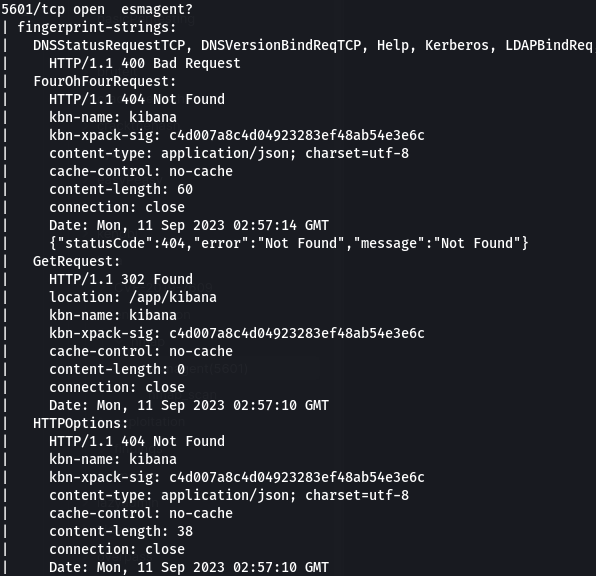 5601/tcp open  esmagent?
| fingerprint-strings:
|   DNSStatusRequestTCP, DNSVersionBindReqTCP, Help, Kerberos, LDAPBindReq
|     HTTP/1.1 400 Bad Request
|   FourOhFourRequest:
|     HTTP/1.1 404 Not Found
|     kbn-name: kibana
|     kbn-xpack-sig: c4d007a8c4d04923283ef48ab54e3e6c
|     content-type: application/json; charset=utf-8
|     cache-control: no-cache
|     content-length: 60
|     connection: close
|     Date: Mon, 11 Sep 2023 02:57:14 GMT
|     {"statusCode":404,"error":"Not Found","message":"Not Found"}
|   GetRequest:
|     HTTP/1.1 302 Found
|     location: /app/kibana
|     kbn-name: kibana
|     kbn-xpack-sig: c4d007a8c4d04923283ef48ab54e3e6c
|     cache-control: no-cache
|     content-length: 0
|     connection: close
|     Date: Mon, 11 Sep 2023 02:57:10 GMT
|   HTTPOptions:
|     HTTP/1.1 404 Not Found
|     kbn-name: kibana
|     kbn-xpack-sig: c4d007a8c4d04923283ef48ab54e3e6c
|     content-type: application/json; charset=utf-8
|     cache-control: no-cache
|     content-length: 38
|     connection: close
|     Date: Mon, 11 Sep 2023 02:57:10 GMT